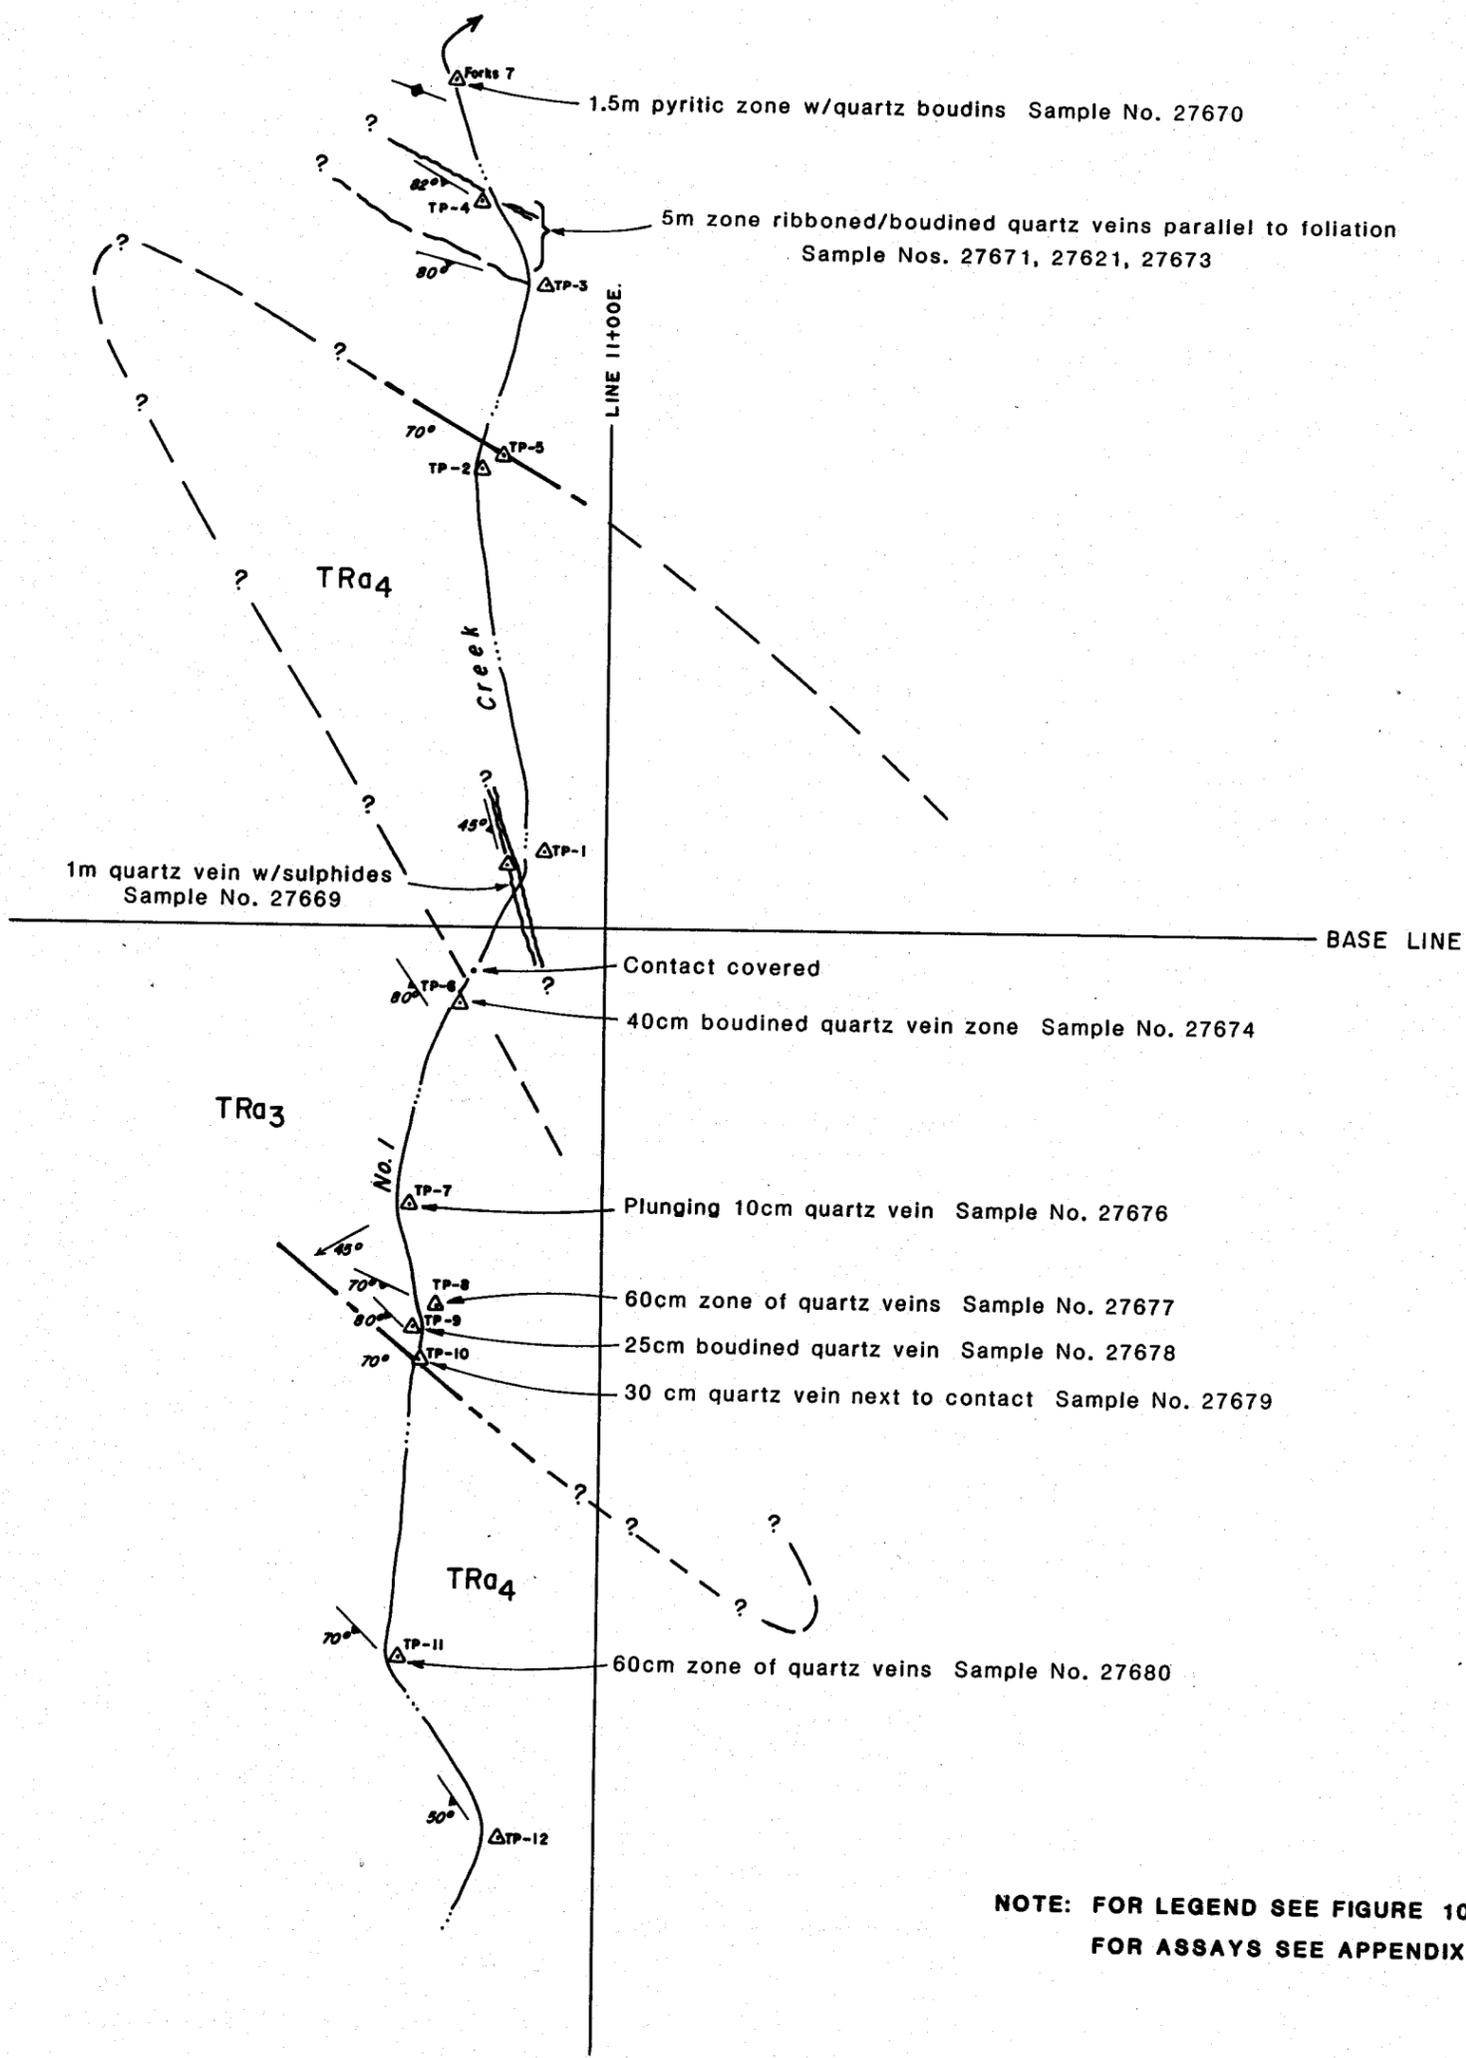 Forks 7
1.5m pyritic zone w/quartz boudins Sample No. 27670
?
?
82°
TP-4
5m zone ribboned/boudined quartz veins parallel to foliation
Sample Nos. 27671, 27621, 27673
?
80°
TP-3
LINE 11+00E.
?
?
70°
TP-5
TP-2
?
TRa4
Creek
?
?
45°
TP-1
1m quartz vein w/sulphides
Sample No. 27669
BASE LINE
Contact covered
TP-6
80°
?
40cm boudined quartz vein zone Sample No. 27674
TRa3
No. 1
TP-7
Plunging 10cm quartz vein Sample No. 27676
45°
70°
TP-8
60cm zone of quartz veins Sample No. 27677
80°
TP-9
25cm boudined quartz vein Sample No. 27678
70°
TP-10
30 cm quartz vein next to contact Sample No. 27679
?
?
?
TRa4
?
70°
TP-11
60cm zone of quartz veins Sample No. 27680
50°
TP-12
NOTE: FOR LEGEND SEE FIGURE 10
FOR ASSAYS SEE APPENDIX